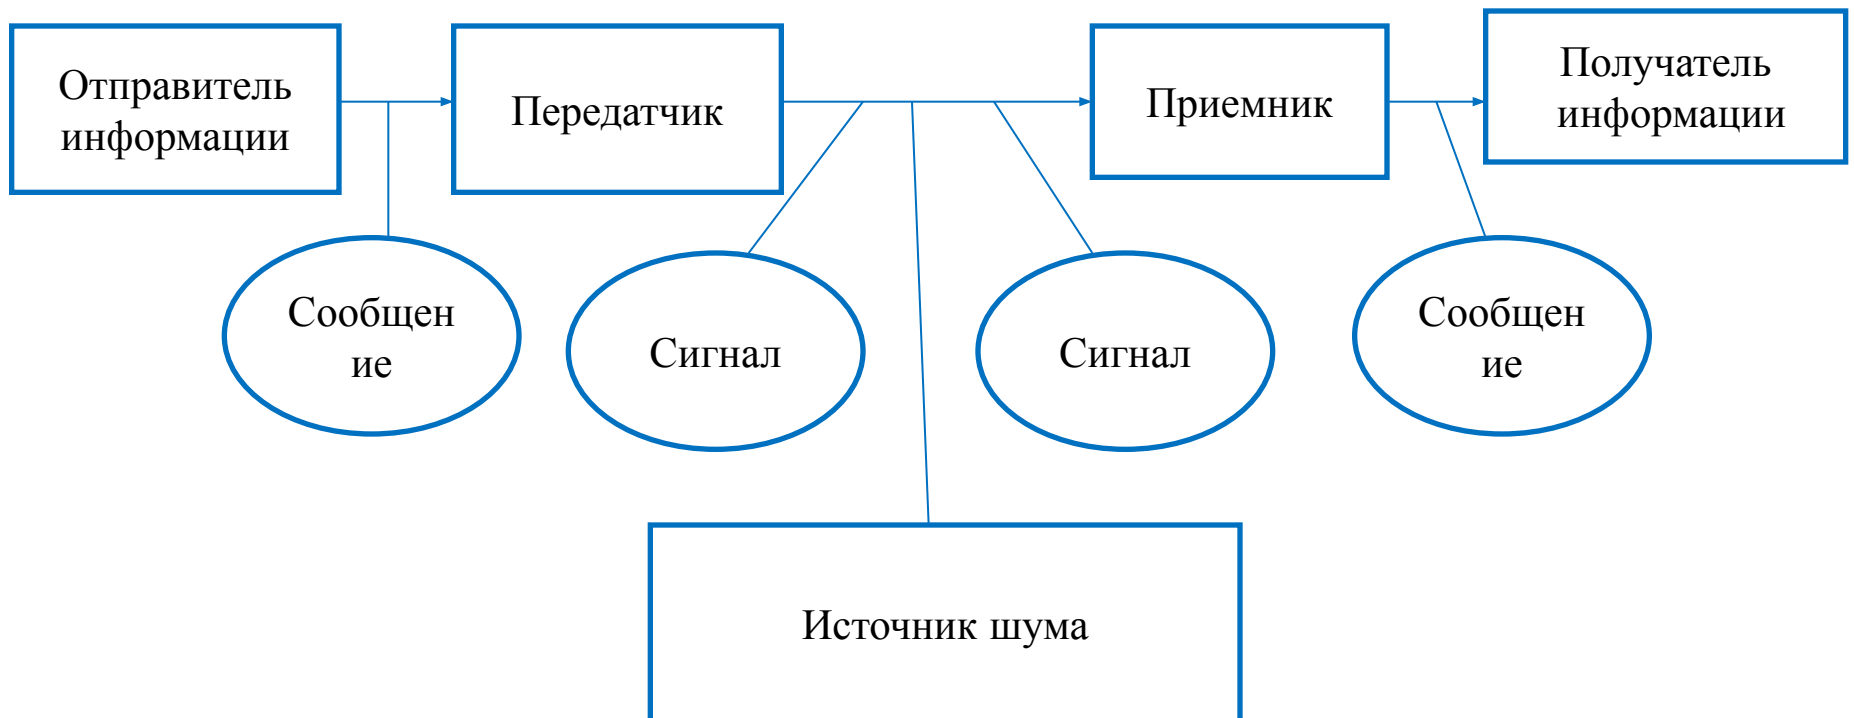 Отправитель
информации
Передатчик
Приемник
Получатель
информации
Сообщен
ие
Сигнал
Сигнал
Сообщен
ие
Источник шума